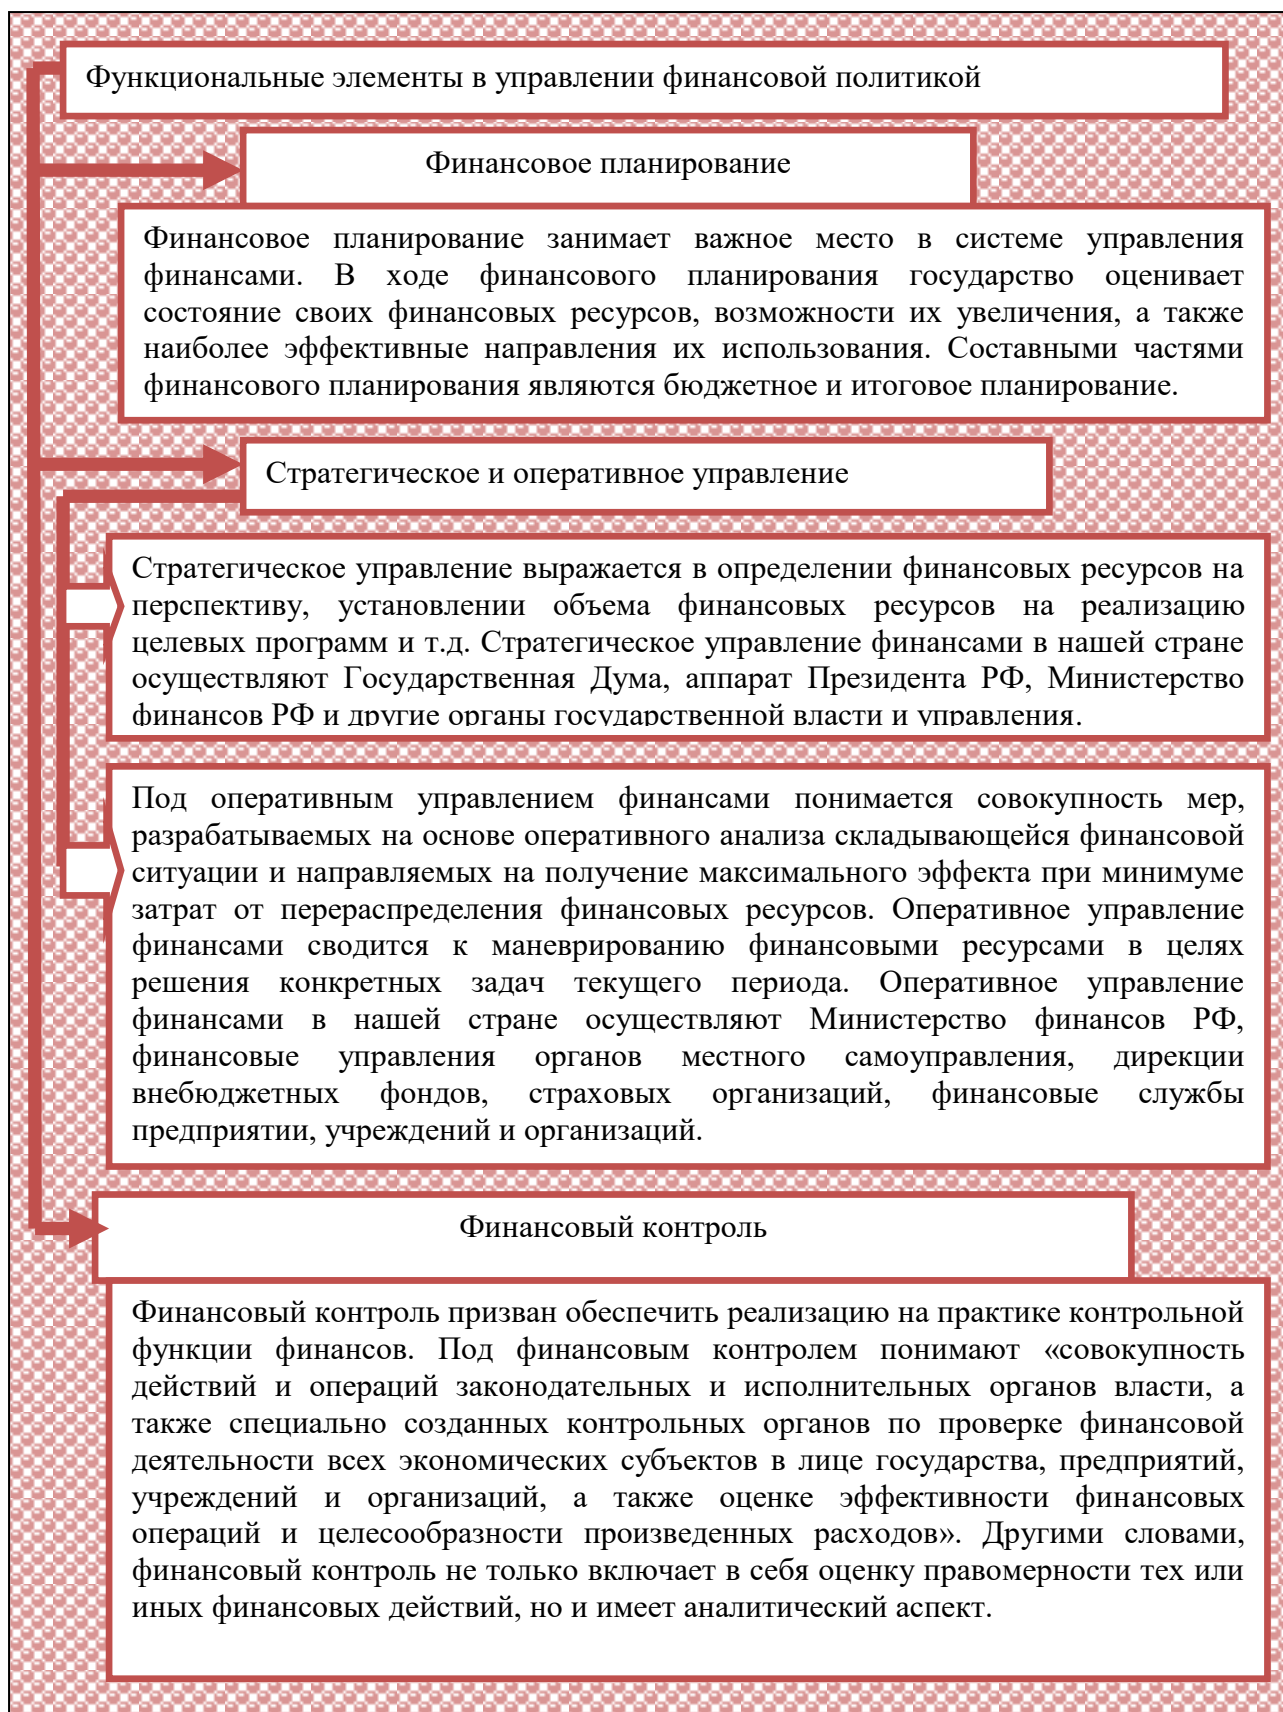 Функциональные элементы в управлении финансовой политикой
Финансовое планирование
Финансовое планирование занимает важное место в системе управления
финансами. В ходе финансового планирования государство оценивает
состояние своих финансовых ресурсов, возможности их увеличения, а также
наиболее эффективные направления их использования. Составными частями
финансового планирования являются бюджетное и итоговое планирование.
Стратегическое и оперативное управление
Стратегическое управление выражается в определении финансовых ресурсов на
перспективу, установлении объема финансовых ресурсов на реализацию
целевых программ и т.д. Стратегическое управление финансами в нашей стране
осуществляют Государственная Дума, аппарат Президента РФ, Министерство
финансов РФ и другие органы государственной власти и управления.
Под оперативным управлением финансами понимается совокупность мер,
разрабатываемых на основе оперативного анализа складывающейся финансовой
ситуации и направляемых на получение максимального эффекта при минимуме
затрат от перераспределения финансовых ресурсов. Оперативное управление
финансами сводится к маневрированию финансовыми ресурсами в целях
решения конкретных задач текущего периода. Оперативное управление
финансами в нашей стране осуществляют Министерство финансов РФ,
финансовые управления органов местного самоуправления, дирекции
внебюджетных фондов, страховых организаций, финансовые службы
предприятии, учреждений и организаций.
Финансовый контроль
Финансовый контроль призван обеспечить реализацию на практике контрольной
функции финансов. Под финансовым контролем понимают «совокупность
действий и операций законодательных и исполнительных органов власти, а
также специально созданных контрольных органов по проверке финансовой
деятельности всех экономических субъектов в лице государства, предприятий,
учреждений и организаций, а также оценке эффективности финансовых
операций и целесообразности произведенных расходов». Другими словами,
финансовый контроль не только включает в себя оценку правомерности тех или
иных финансовых действий, но и имеет аналитический аспект.